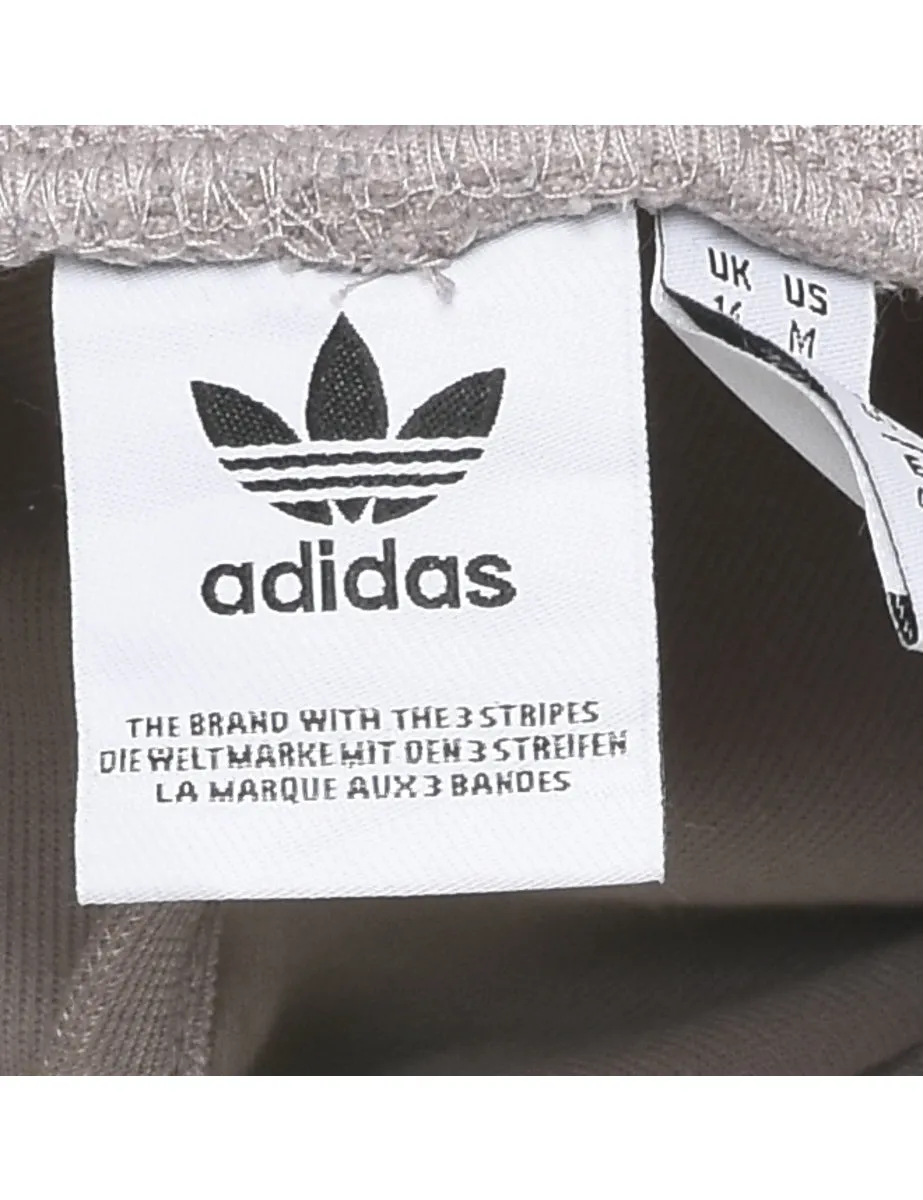 adidas
THE BRAND WITH THE 3 STRIPES
DIE WELTMARKE MIT DEN 3 STREIFEN
LA MARQUE AUX 3 BANDES
UK US
M